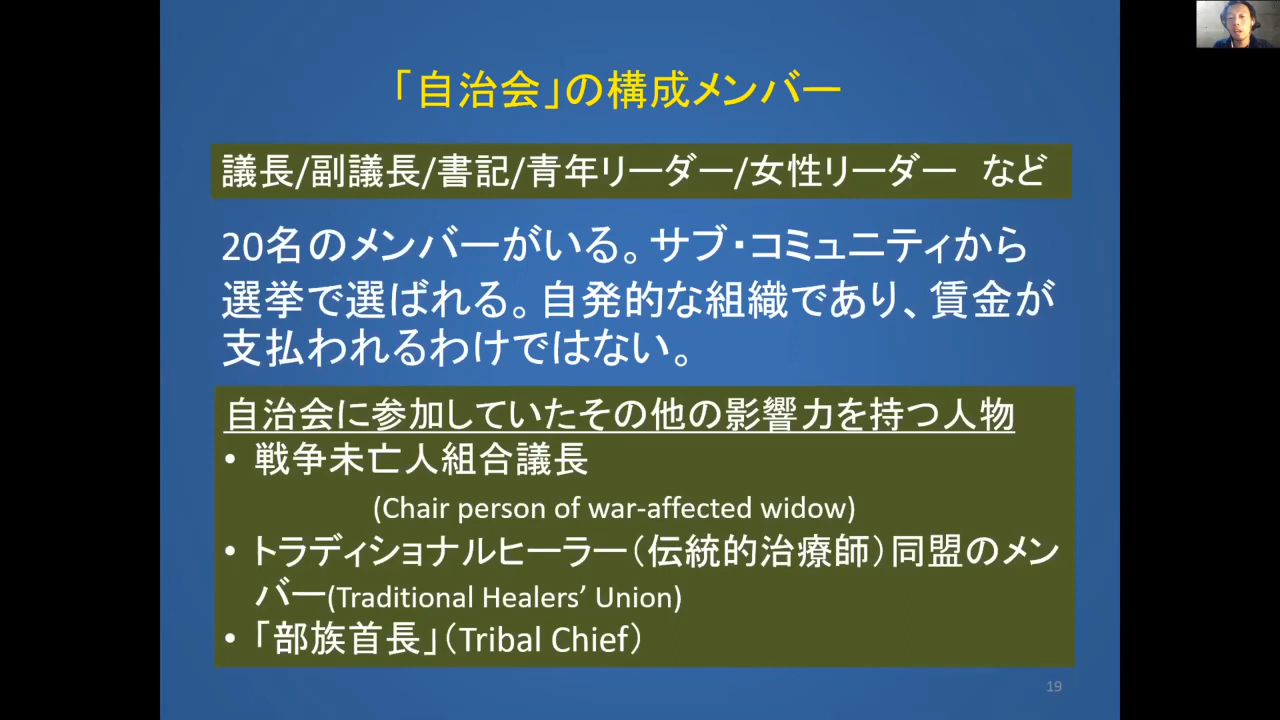 「自治会」の構成メンバー
議長/副議長/書記/青年リーダー/女性リーダー　など
20名のメンバーがいる。サブ・コミュニティから
選挙で選ばれる。自発的な組織であり、賃金が
支払われるわけではない。
自治会に参加していたその他の影響力を持つ人物
• 戦争未亡人組合議長
(Chair person of war-affected widow)
• トラディショナルヒーラー（伝統的治療師）同盟のメン
バー(Traditional Healers’ Union)
• 「部族首長」（Tribal Chief）
19